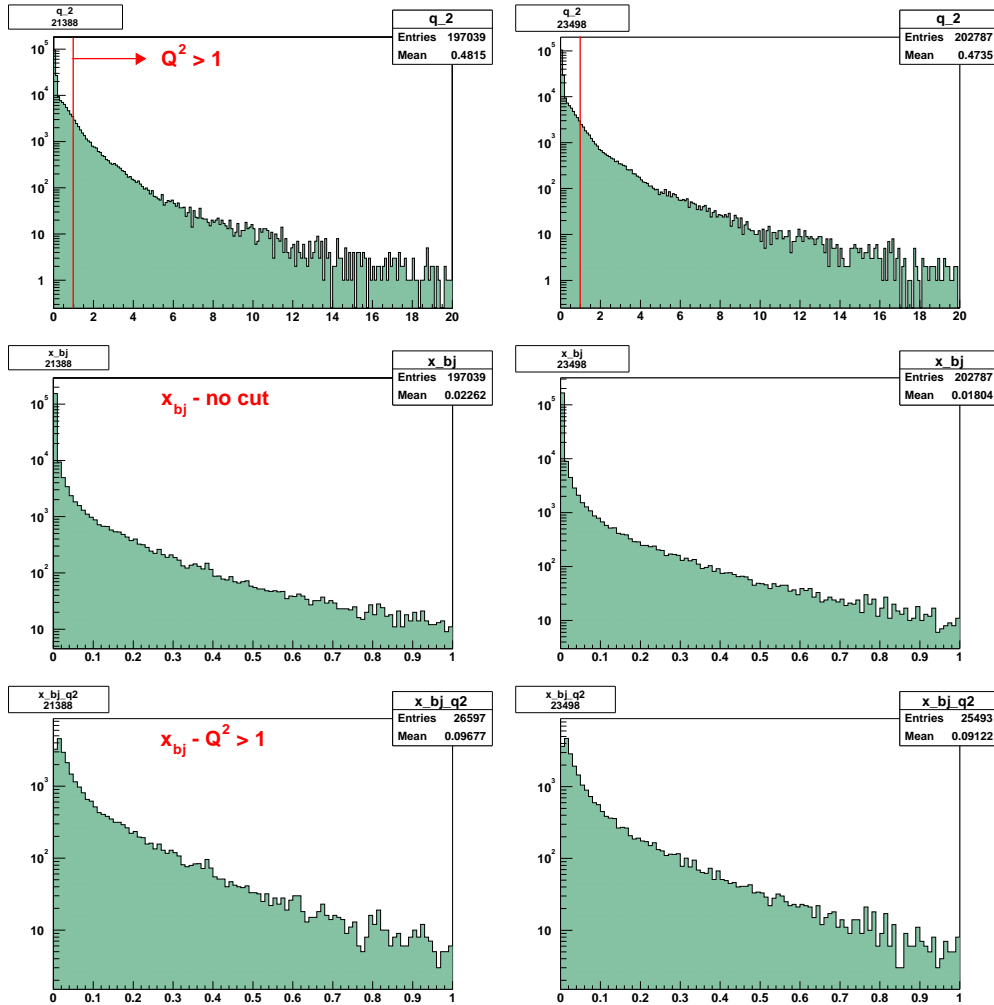 q_2
21388
q_2
Entries 197039
Mean 0.4815
Q² > 1
10⁵
10⁴
10³
10²
10
1
0 2 4 6 8 10 12 14 16 18 20
q_2
23498
q_2
Entries 202787
Mean 0.4735
10⁵
10⁴
10³
10²
10
1
0 2 4 6 8 10 12 14 16 18 20
x_bj
21388
x_bj
Entries 197039
Mean 0.02262
x_bj - no cut
10⁵
10⁴
10³
10²
10
0 0.1 0.2 0.3 0.4 0.5 0.6 0.7 0.8 0.9 1
x_bj
23498
x_bj
Entries 202787
Mean 0.01804
10⁵
10⁴
10³
10²
10
0 0.1 0.2 0.3 0.4 0.5 0.6 0.7 0.8 0.9 1
x_bj_q2
21388
x_bj_q2
Entries 26597
Mean 0.09677
x_bj - Q² > 1
10³
10²
10
0 0.1 0.2 0.3 0.4 0.5 0.6 0.7 0.8 0.9 1
x_bj_q2
23498
x_bj_q2
Entries 25493
Mean 0.09122
10³
10²
10
0 0.1 0.2 0.3 0.4 0.5 0.6 0.7 0.8 0.9 1